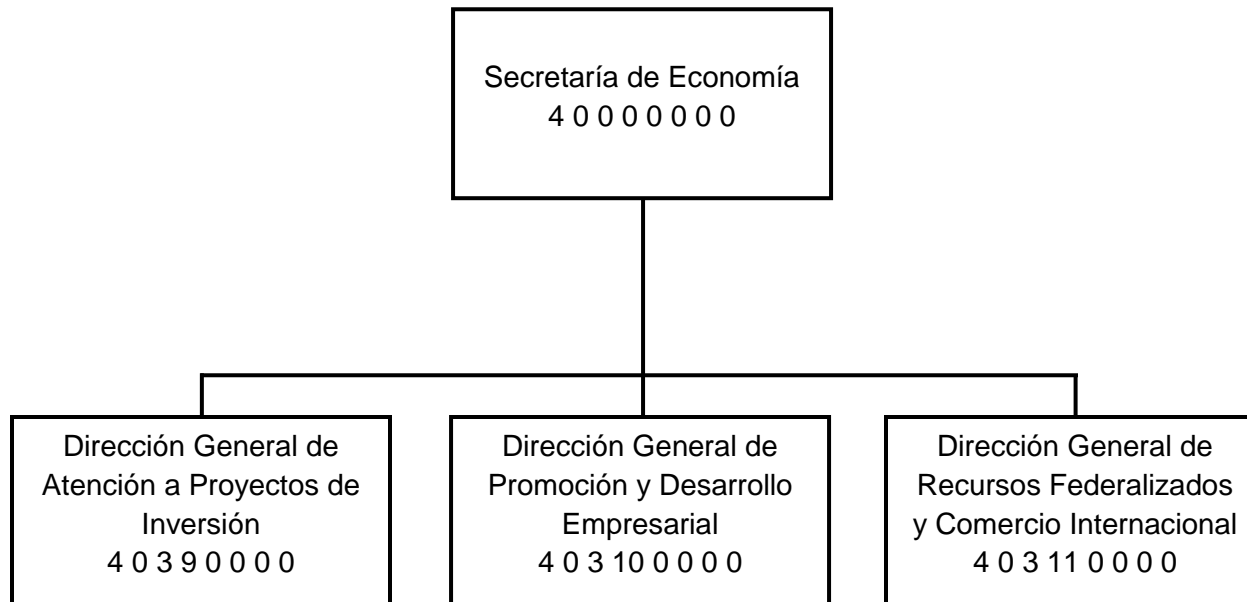 Secretaría de Economía
4 0 0 0 0 0 0 0
Dirección General de
Atención a Proyectos de
Inversión
4 0 3 9 0 0 0 0
Dirección General de
Promoción y Desarrollo
Empresarial
4 0 3 10 0 0 0 0
Dirección General de
Recursos Federalizados
y Comercio Internacional
4 0 3 11 0 0 0 0